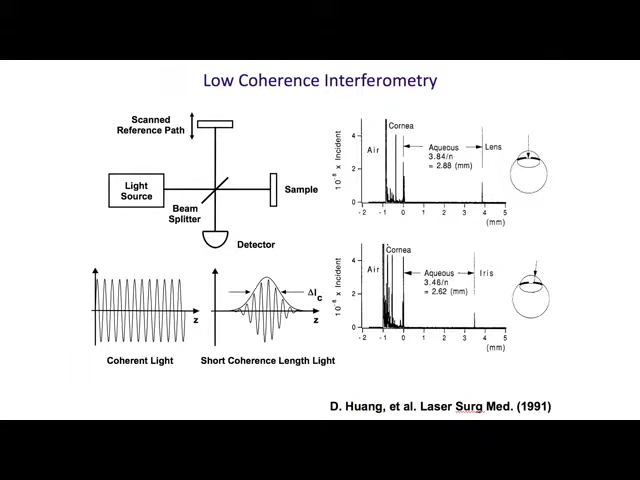 Low Coherence Interferometry
Scanned
Reference Path
Light
Source
Beam
Splitter
Sample
Detector
z
Coherent Light
Δlc
z
Short Coherence Length Light
10⁻⁸ x Incident
4
2
0
Air
Cornea
Aqueous
3.84/n
= 2.88 (mm)
Lens
-2 -1 0 1 2 3 4 5
(mm)
10⁻⁸ x Incident
4
2
0
Air
Cornea
Aqueous
3.46/n
= 2.62 (mm)
Iris
-2 -1 0 1 2 3 4 5
(mm)
D. Huang, et al. Laser Surg Med. (1991)